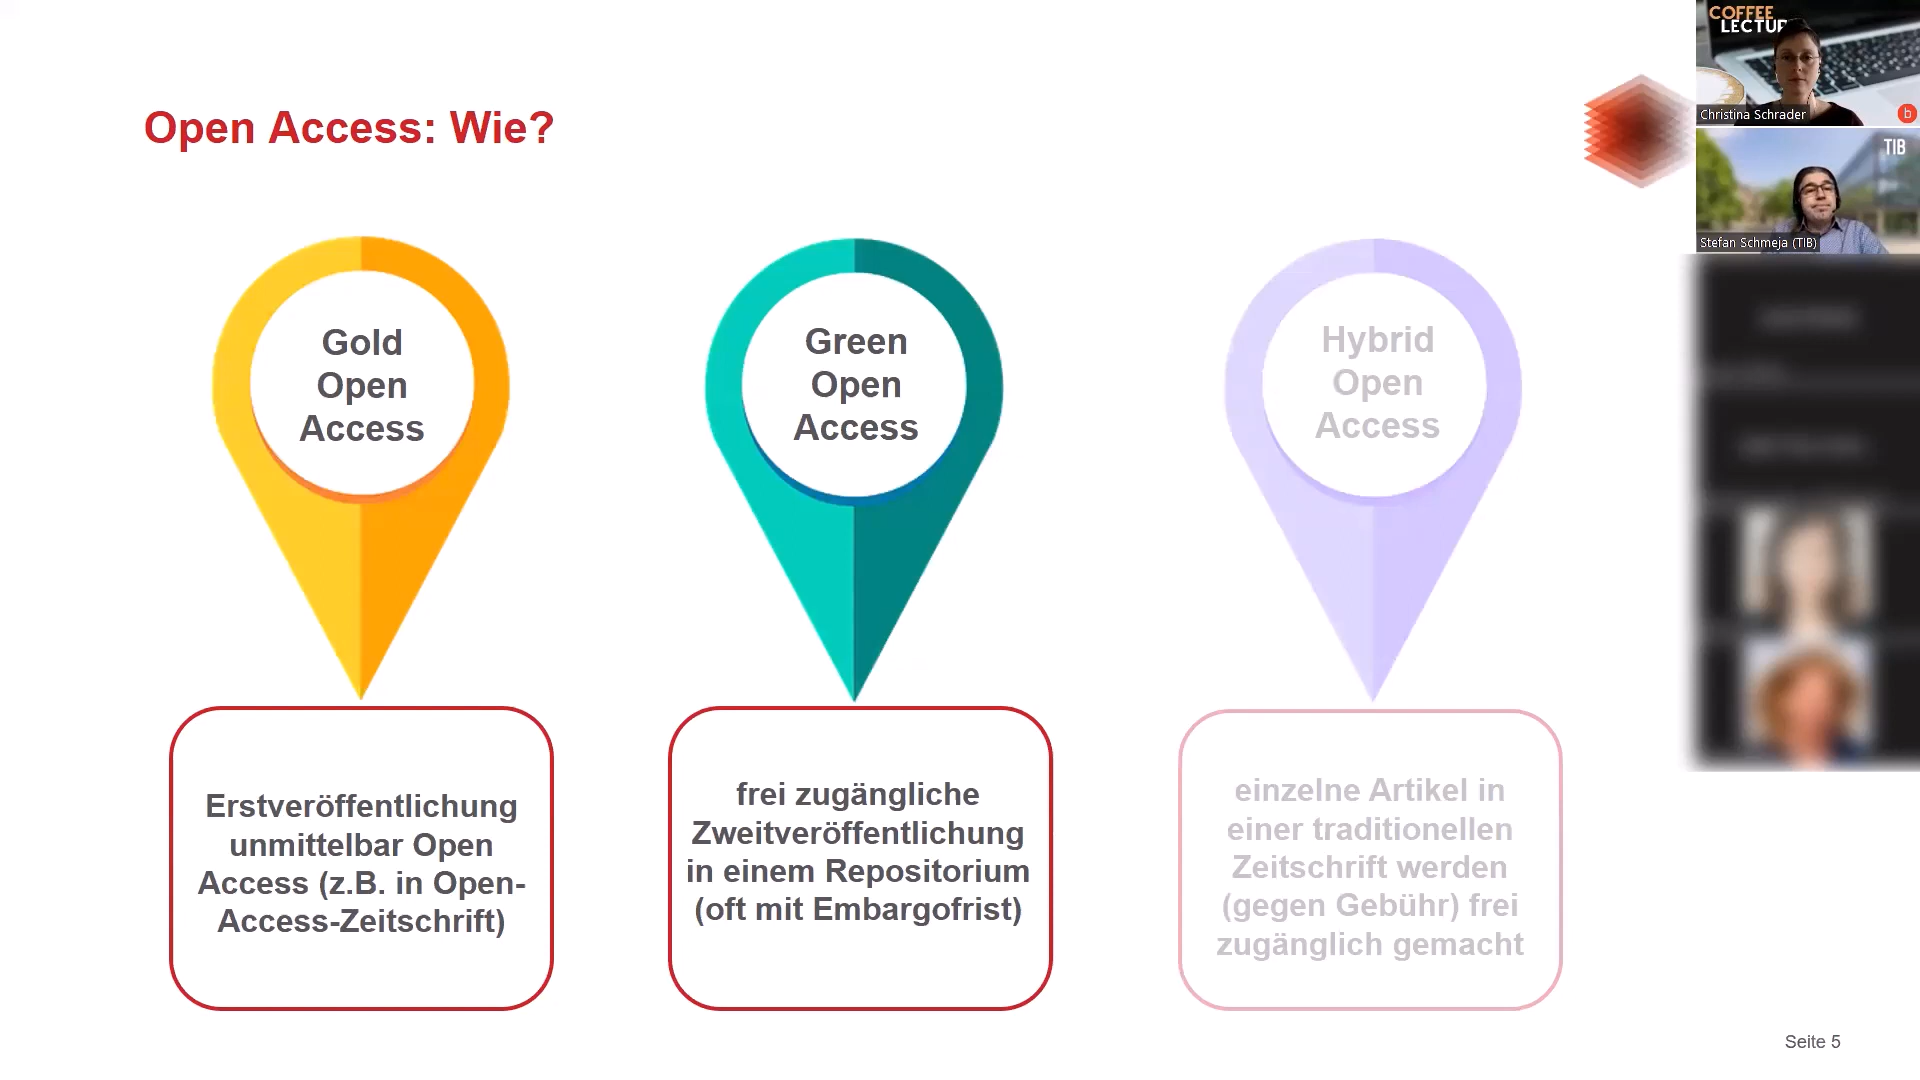 Open Access: Wie?
Gold
Open
Access
Green
Open
Access
Hybrid
Open
Access
Erstveröffentlichung
unmittelbar Open
Access (z.B. in Open-
Access-Zeitschrift)
frei zugängliche
Zweitveröffentlichung
in einem Repositorium
(oft mit Embargofrist)
einzelne Artikel in
einer traditionellen
Zeitschrift werden
(gegen Gebühr) frei
zugänglich gemacht
Seite 5
COFFEE
LECTUR
Christina Schrader
b
TIB
Stefan Schmeja (TIB)